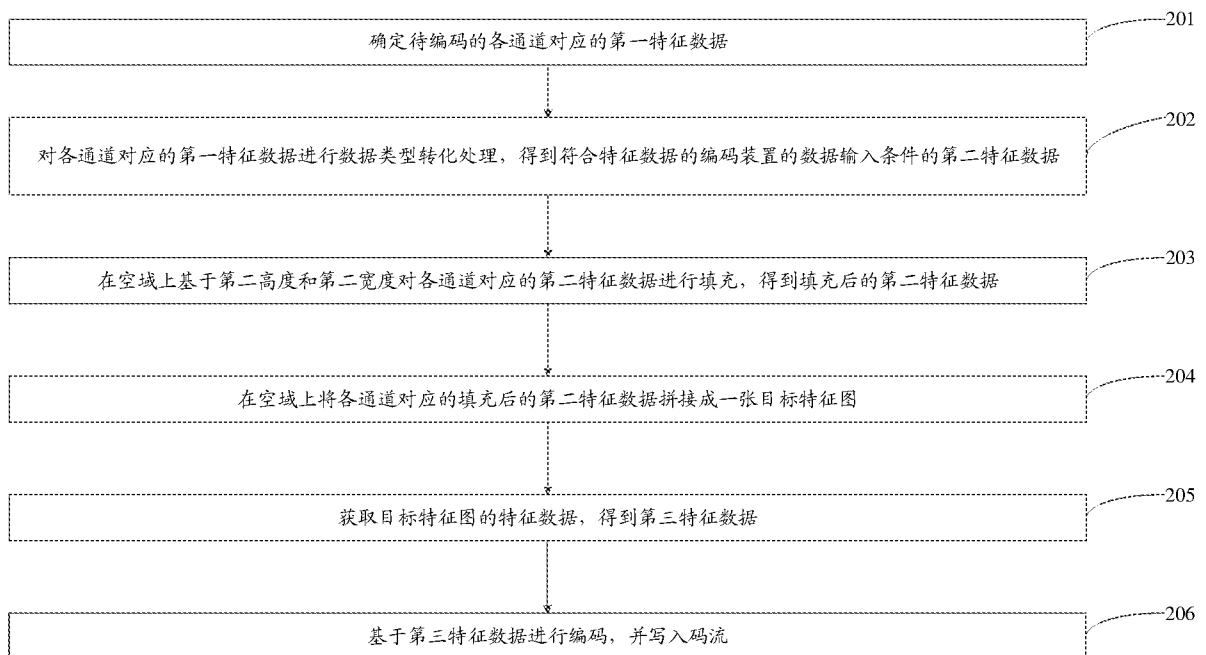 201
确定待编码的各通道对应的第一特征数据
202
对各通道对应的第一特征数据进行数据类型转化处理，得到符合特征数据的编码装置的数据输入条件的第二特征数据
203
在空域上基于第二高度和第二宽度对各通道对应的第二特征数据进行填充，得到填充后的第二特征数据
204
在空域上将各通道对应的填充后的第二特征数据拼接成一张目标特征图
205
获取目标特征图的特征数据，得到第三特征数据
206
基于第三特征数据进行编码，并写入码流